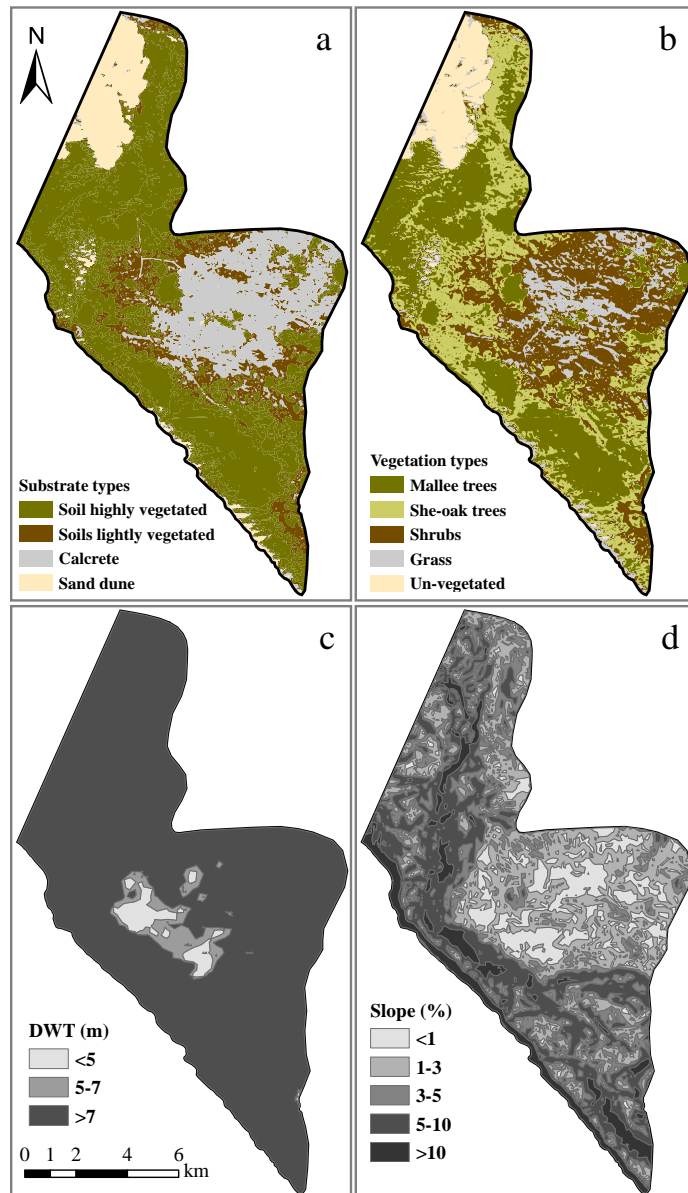 N
a
Substrate types
Soil highly vegetated
Soils lightly vegetated
Calcrete
Sand dune
b
Vegetation types
Mallee trees
She-oak trees
Shrubs
Grass
Un-vegetated
c
DWT (m)
<5
5-7
>7
0 1 2 4 6
km
d
Slope (%)
<1
1-3
3-5
5-10
>10